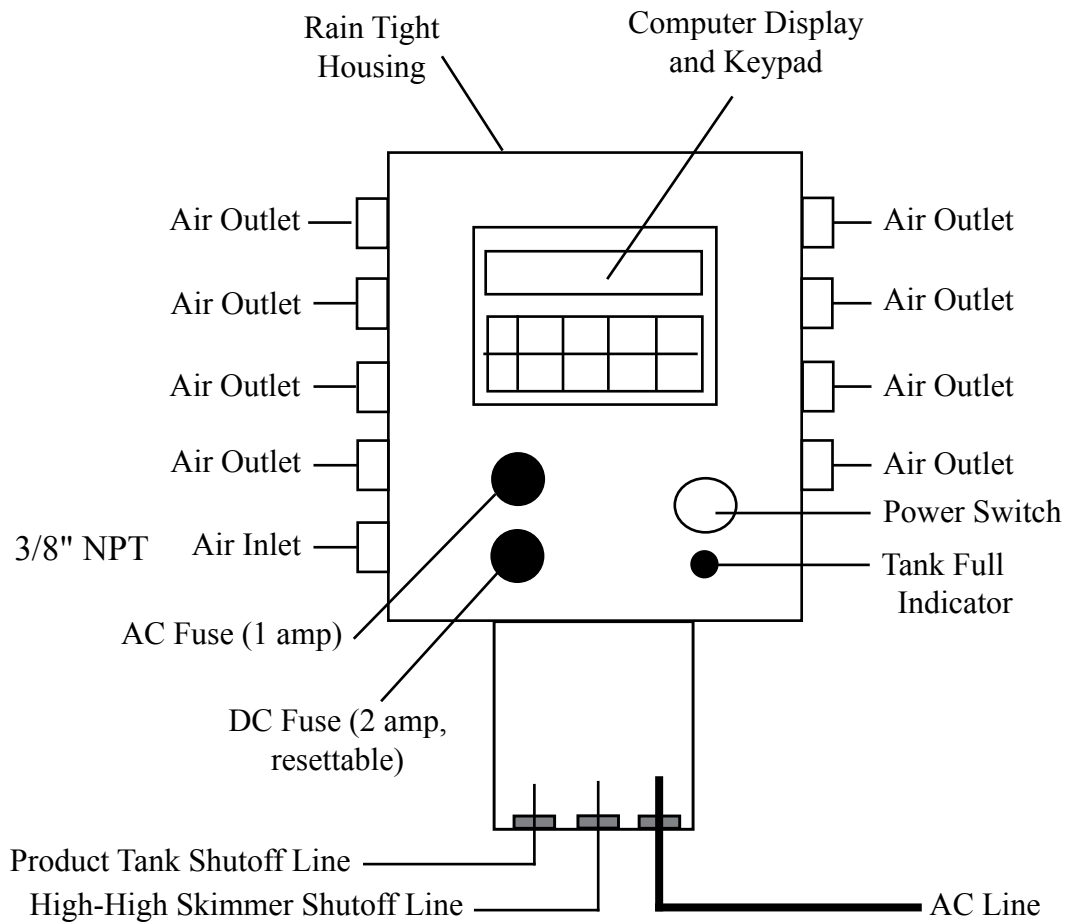 Rain Tight
Housing
Computer Display
and Keypad
Air Outlet
Air Outlet
Air Outlet
Air Outlet
Air Outlet
Air Outlet
Air Outlet
Air Outlet
Power Switch
3/8" NPT
Air Inlet
Tank Full
Indicator
AC Fuse (1 amp)
DC Fuse (2 amp,
resettable)
Product Tank Shutoff Line
High-High Skimmer Shutoff Line
AC Line